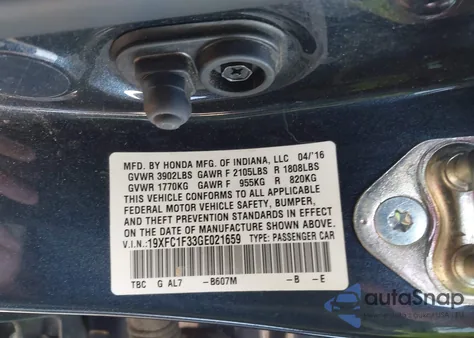 MFD. BY HONDA MFG. OF INDIANA, LLC 04/'16
GVWR 3902LBS GAWR F 2105LBS R 1808LBS
GVWR 1770KG GAWR F 955KG R 820KG
THIS VEHICLE CONFORMS TO ALL APPLICABLE
FEDERAL MOTOR VEHICLE SAFETY, BUMPER,
AND THEFT PREVENTION STANDARDS IN EFFECT
ON THE DATE OF MANUFACTURE SHOWN ABOVE.
V.I.N.:19XFC1F33GE021659 TYPE: PASSENGER CAR
TBC G AL7 -B607M -B -E
autoSnap